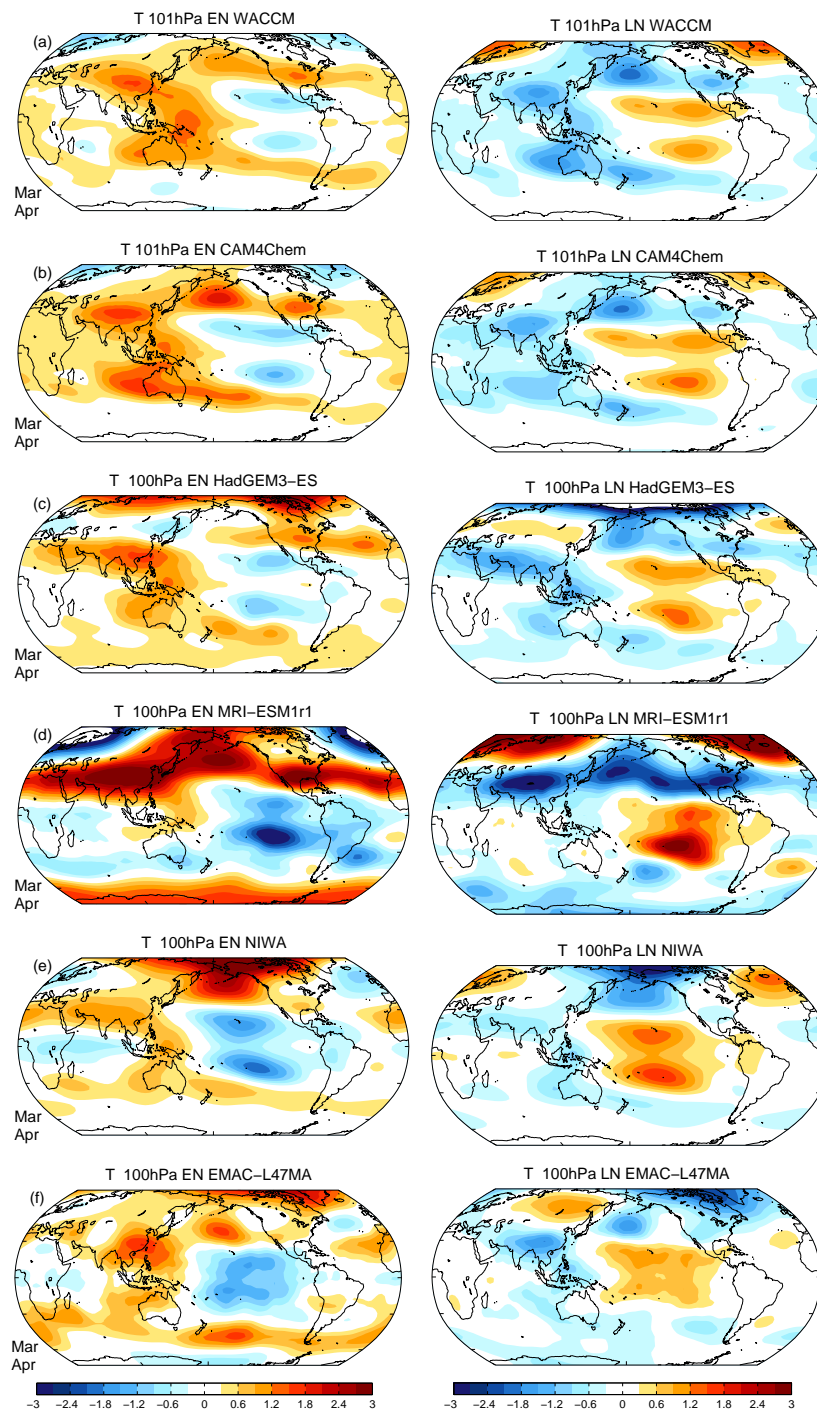 T 101hPa EN WACCM
T 101hPa LN WACCM
(a)
Mar
Apr
T 101hPa EN CAM4Chem
T 101hPa LN CAM4Chem
(b)
Mar
Apr
T 100hPa EN HadGEM3−ES
T 100hPa LN HadGEM3−ES
(c)
Mar
Apr
T 100hPa EN MRI−ESM1r1
T 100hPa LN MRI−ESM1r1
(d)
Mar
Apr
T 100hPa EN NIWA
T 100hPa LN NIWA
(e)
Mar
Apr
T 100hPa EN EMAC−L47MA
T 100hPa LN EMAC−L47MA
(f)
Mar
Apr
−3 −2.4 −1.8 −1.2 −0.6 0 0.6 1.2 1.8 2.4 3
−3 −2.4 −1.8 −1.2 −0.6 0 0.6 1.2 1.8 2.4 3